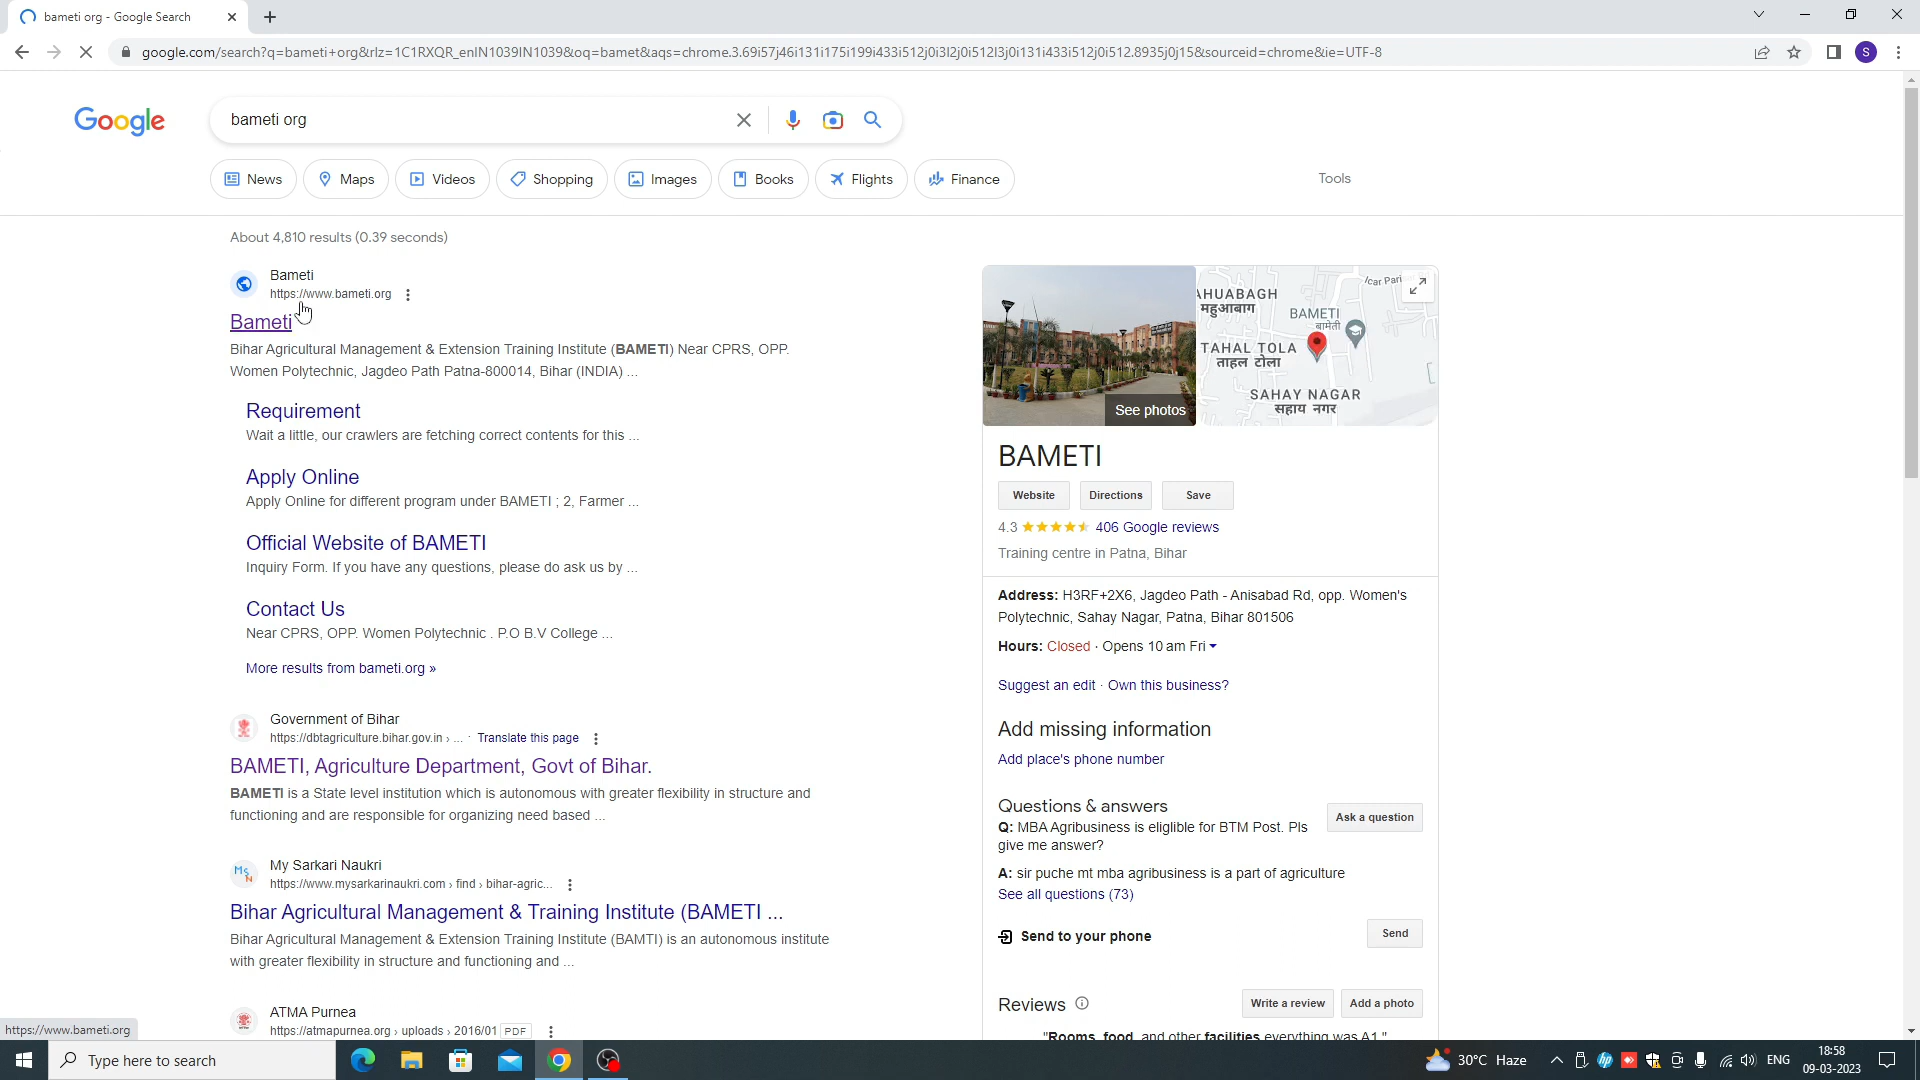 bameti org - Google Search
google.com/search?q=bameti+org&rlz=1C1RXQR_enIN1039IN1039&oq=bamet&aqs=chrome.3.69i57j46i131i175i199i433i512j0i3l2j0i512l3j0i131i433i512j0i512.8935j0j15&sourceid=chrome&ie=UTF-8
S
Google
bameti org
News
Maps
Videos
Shopping
Images
Books
Flights
Finance
Tools
About 4,810 results (0.39 seconds)
Bameti
https://www.bameti.org
Bameti
Bihar Agricultural Management & Extension Training Institute (BAMETI) Near CPRS, OPP.
Women Polytechnic, Jagdeo Path Patna-800014, Bihar (INDIA) ...
Requirement
Wait a little, our crawlers are fetching correct contents for this ...
Apply Online
Apply Online for different program under BAMETI ; 2, Farmer ...
Official Website of BAMETI
Inquiry Form. If you have any questions, please do ask us by ...
Contact Us
Near CPRS, OPP. Women Polytechnic . P.O B.V College ...
More results from bameti.org »
Government of Bihar
https://dbtagriculture.bihar.gov.in › ... · Translate this page
BAMETI, Agriculture Department, Govt of Bihar.
BAMETI is a State level institution which is autonomous with greater flexibility in structure and
functioning and are responsible for organizing need based ...
My Sarkari Naukri
https://www.mysarkarinaukri.com › find › bihar-agric...
Bihar Agricultural Management & Training Institute (BAMETI ...
Bihar Agricultural Management & Extension Training Institute (BAMTI) is an autonomous institute
with greater flexibility in structure and functioning and ...
ATMA Purnea
https://atmapurnea.org › uploads › 2016/01 PDF
See photos
AHUABAGH
महुआबाग
Icar Pari
BAMETI
बामेती
TAHAL TOLA
ताहल टोला
SAHAY NAGAR
सहाय नगर
BAMETI
Website
Directions
Save
4.3 406 Google reviews
Training centre in Patna, Bihar
Address: H3RF+2X6, Jagdeo Path - Anisabad Rd, opp. Women's
Polytechnic, Sahay Nagar, Patna, Bihar 801506
Hours: Closed · Opens 10 am Fri
Suggest an edit · Own this business?
Add missing information
Add place's phone number
Questions & answers
Ask a question
Q: MBA Agribusiness is eliglible for BTM Post. Pls
give me answer?
A: sir puche mt mba agribusiness is a part of agriculture
See all questions (73)
Send to your phone
Send
Reviews
Write a review
Add a photo
"Rooms, food, and other facilities everything was A1."
https://www.bameti.org
Type here to search
30°C Haze
ENG
18:58
09-03-2023